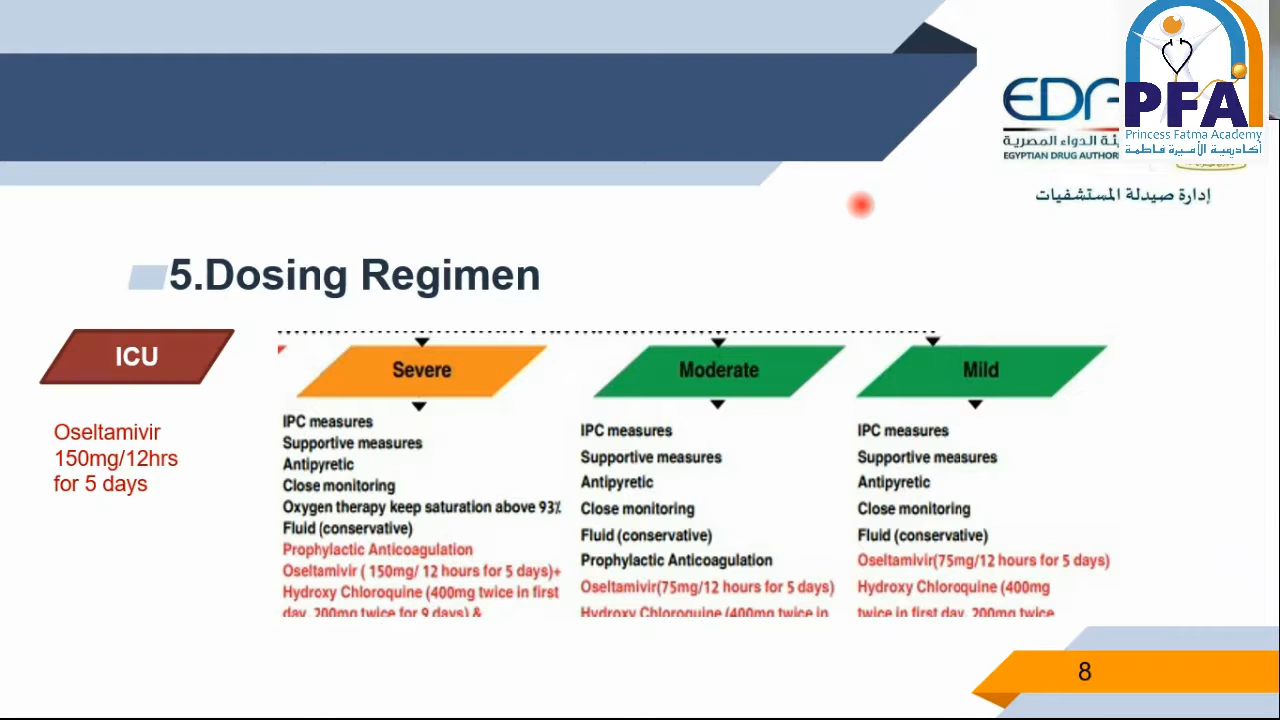 EDA
PFA
Princess Fatma Academy
أكاديمية الأميرة فاطمة
المصرية
الدواء
EGYPTIAN DRUG
إدارة صيدلة المستشفيات
5.Dosing Regimen
ICU
Oseltamivir
150mg/12hrs
for 5 days
Severe
IPC measures
Supportive measures
Antipyretic
Close monitoring
Oxygen therapy keep saturation above 93%
Fluid (conservative)
Prophylactic Anticoagulation
Oseltamivir ( 150mg/ 12 hours for 5 days)+
Hydroxy Chloroquine (400mg twice in first
day, 200mg twice for 9 days) &
Moderate
IPC measures
Supportive measures
Antipyretic
Close monitoring
Fluid (conservative)
Prophylactic Anticoagulation
Oseltamivir(75mg/12 hours for 5 days)
Hydroxy Chloroquine (400mg twice in
Mild
IPC measures
Supportive measures
Antipyretic
Close monitoring
Fluid (conservative)
Oseltamivir(75mg/12 hours for 5 days)
Hydroxy Chloroquine (400mg
twice in first day, 200mg twice
8